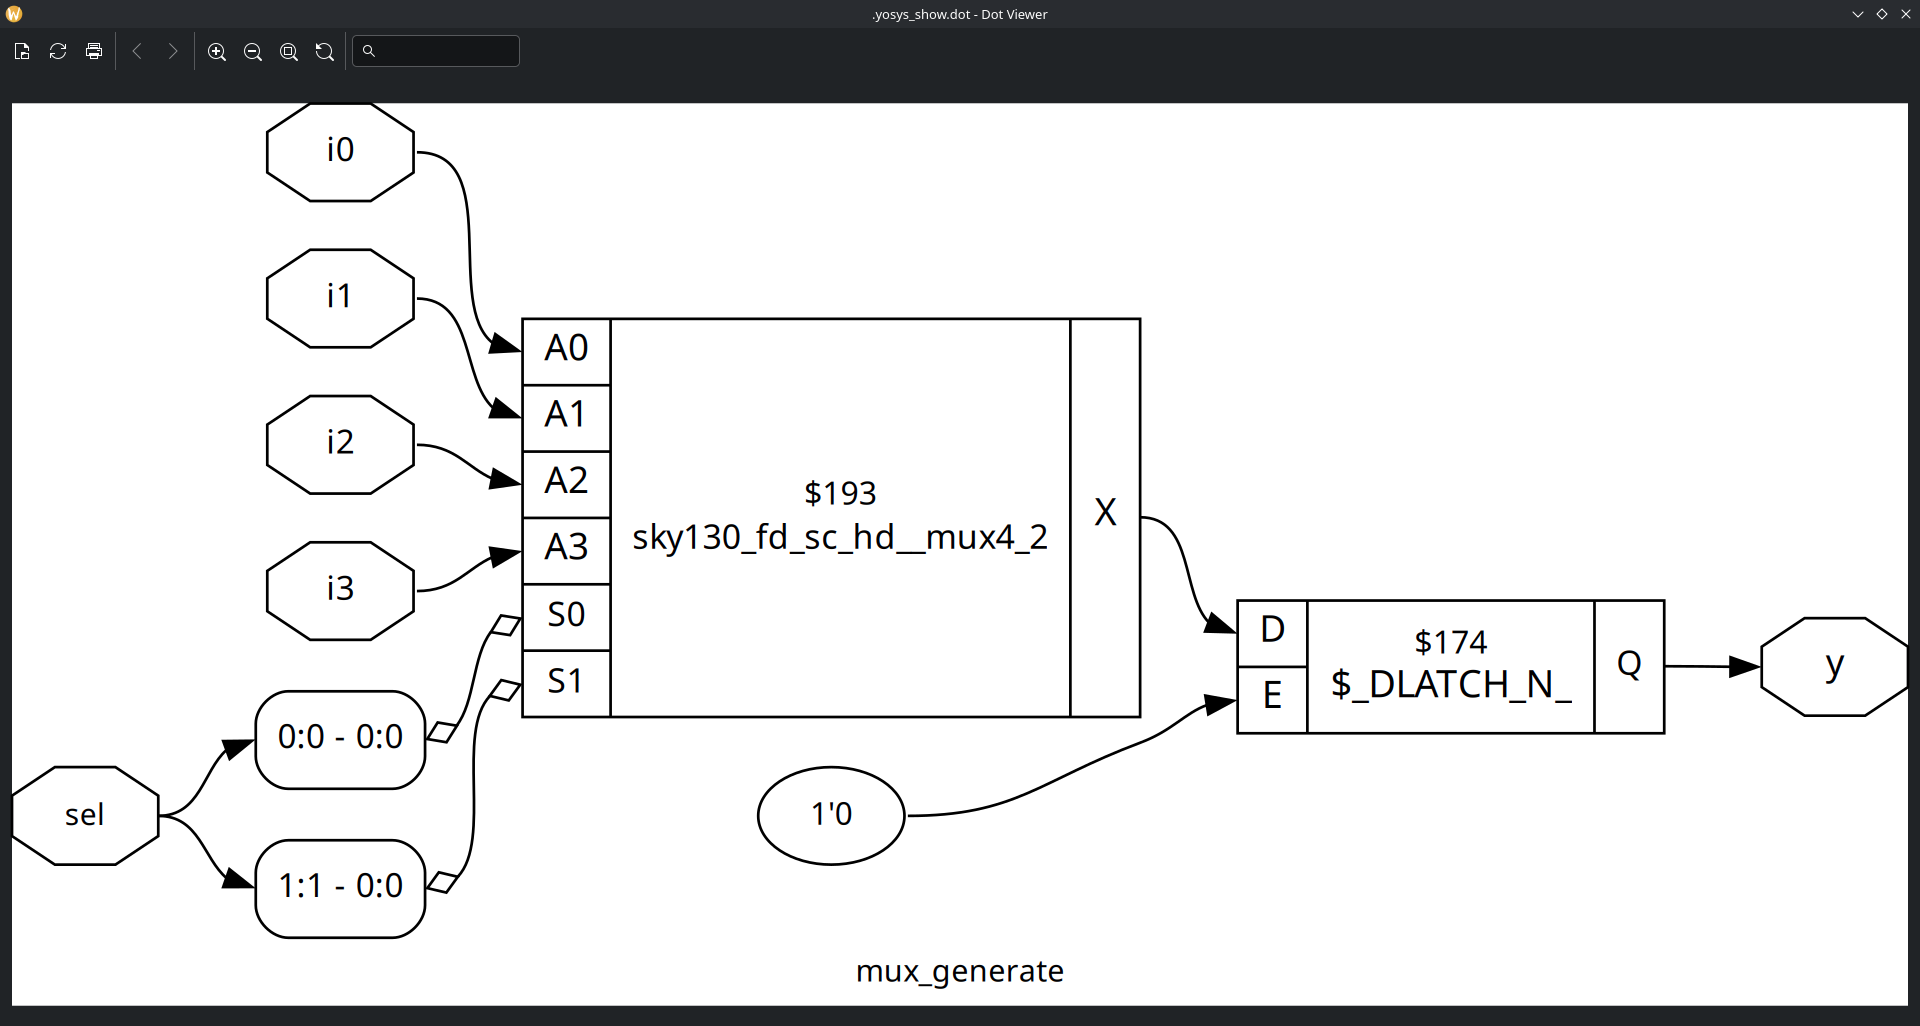 .yosys_show.dot - Dot Viewer
i0
i1
i2
i3
sel
0:0 - 0:0
1:1 - 0:0
A0
A1
A2
A3
S0
S1
$193
sky130_fd_sc_hd__mux4_2
X
1'0
D
E
$174
$_DLATCH_N_
Q
y
mux_generate